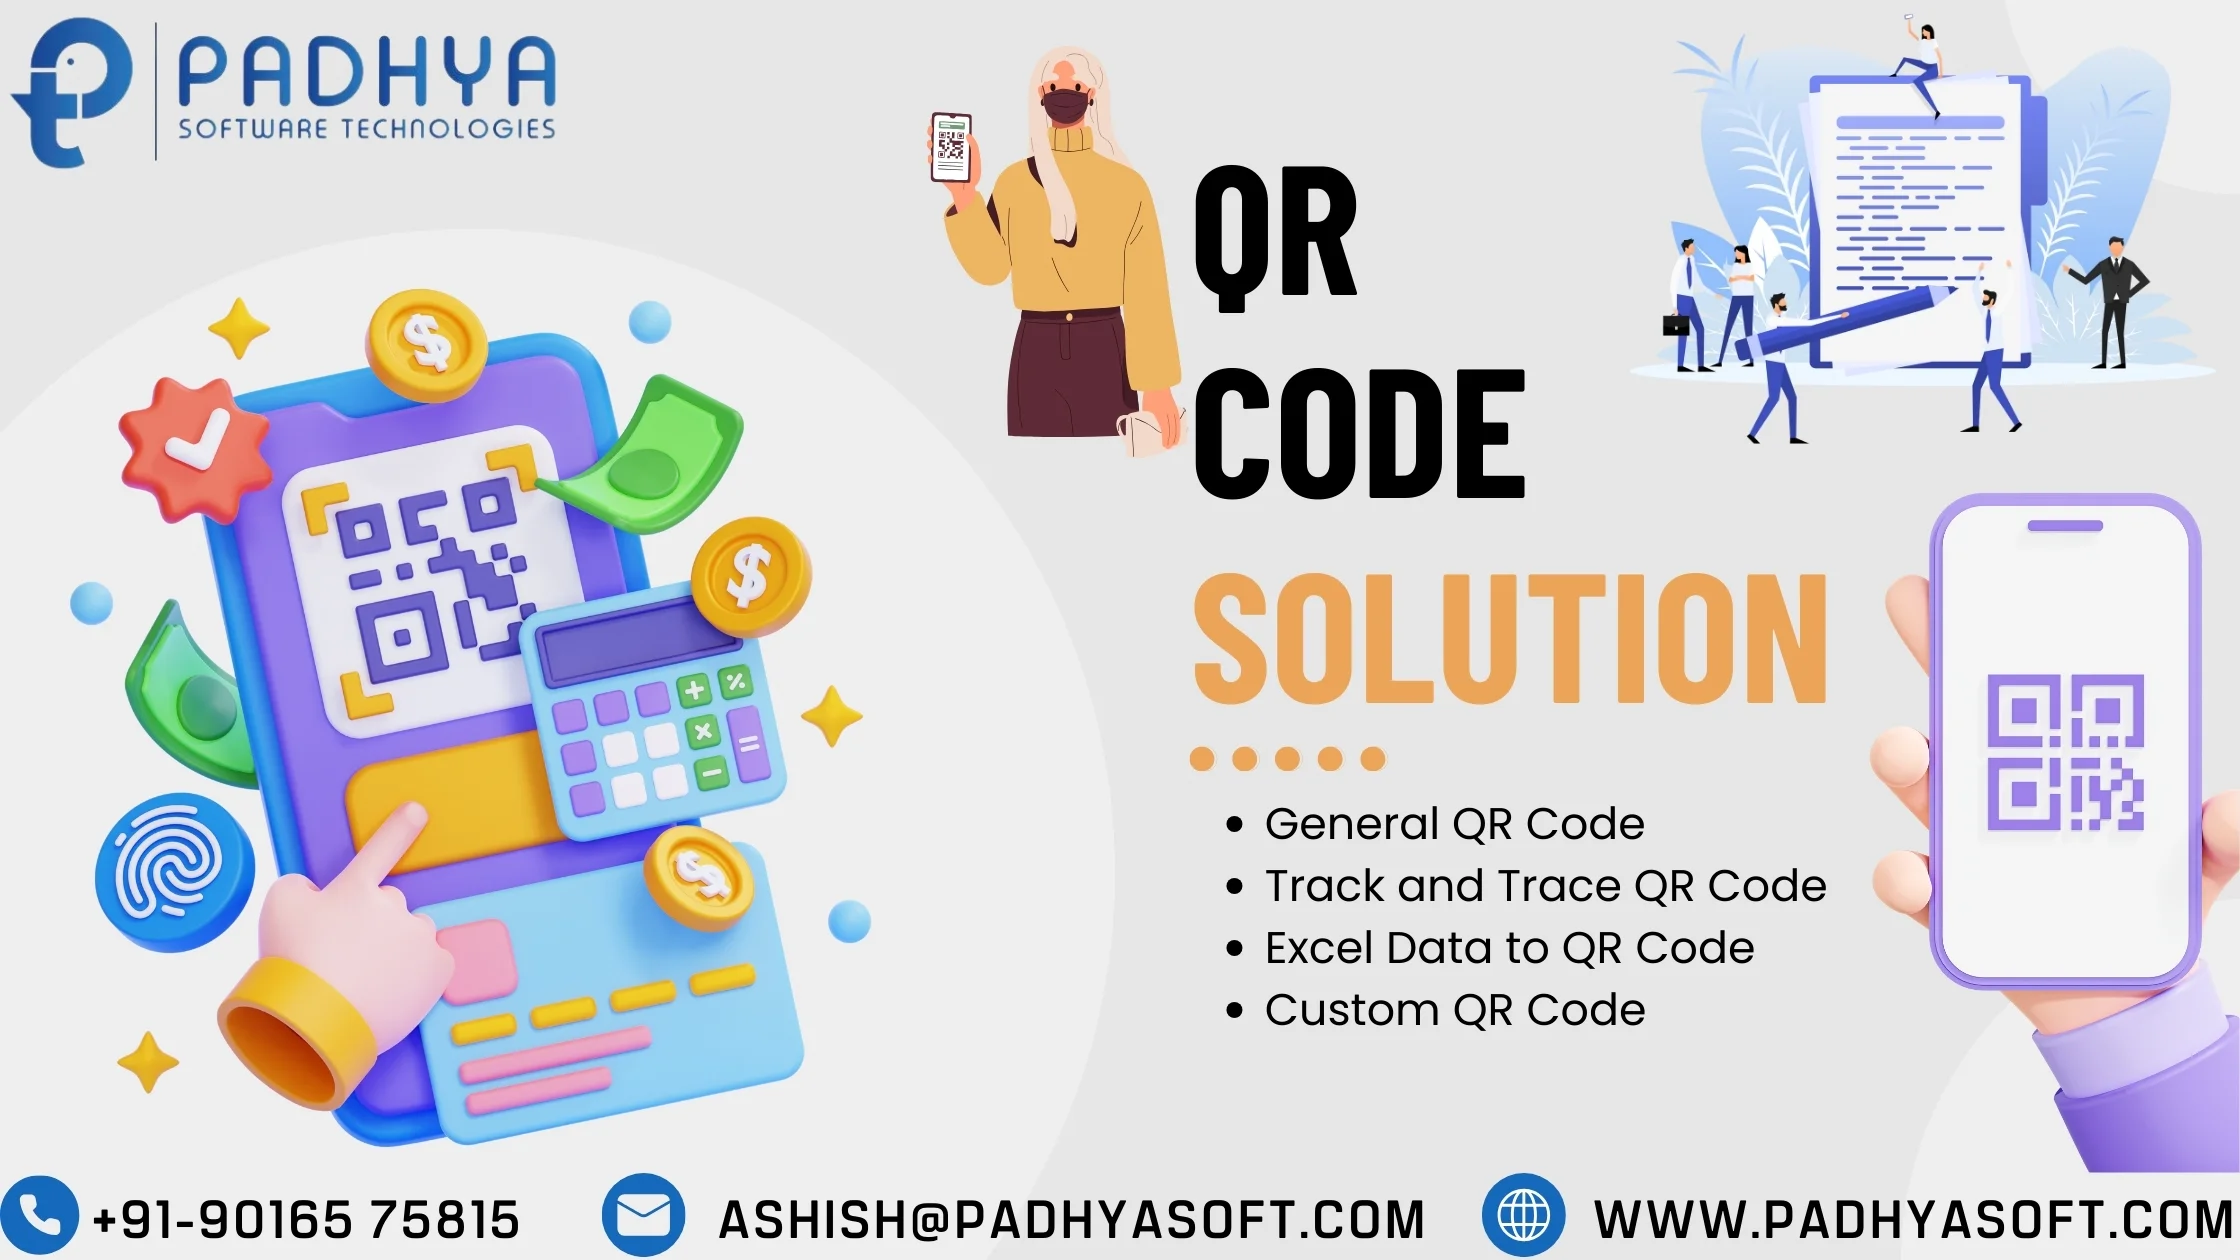 PADHYA
SOFTWARE TECHNOLOGIES
QR
CODE
SOLUTION
• General QR Code
• Track and Trace QR Code
• Excel Data to QR Code
• Custom QR Code
+91-90165 75815
ASHISH@PADHYASOFT.COM
WWW.PADHYASOFT.COM